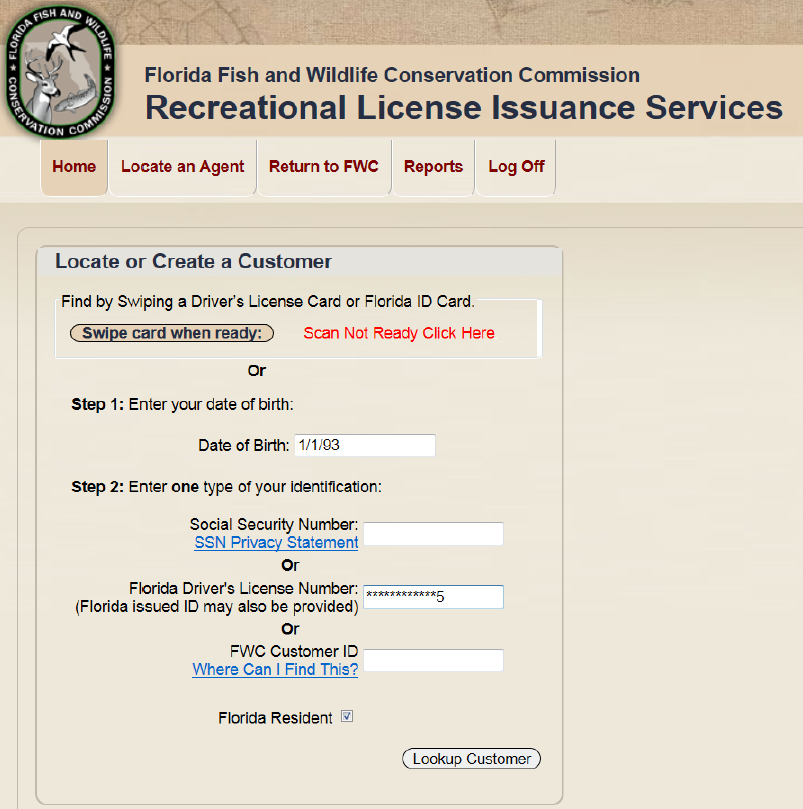 FLORIDA FISH AND WILDLIFE
CONSERVATION COMMISSION
Florida Fish and Wildlife Conservation Commission
Recreational License Issuance Services
Home Locate an Agent Return to FWC Reports Log Off
Locate or Create a Customer
Find by Swiping a Driver's License Card or Florida ID Card.
Swipe card when ready: Scan Not Ready Click Here
Or
Step 1: Enter your date of birth:
Date of Birth: 1/1/93
Step 2: Enter one type of your identification:
Social Security Number:
SSN Privacy Statement
Or
Florida Driver's License Number:
(Florida issued ID may also be provided) ************5
Or
FWC Customer ID
Where Can I Find This?
Florida Resident
Lookup Customer